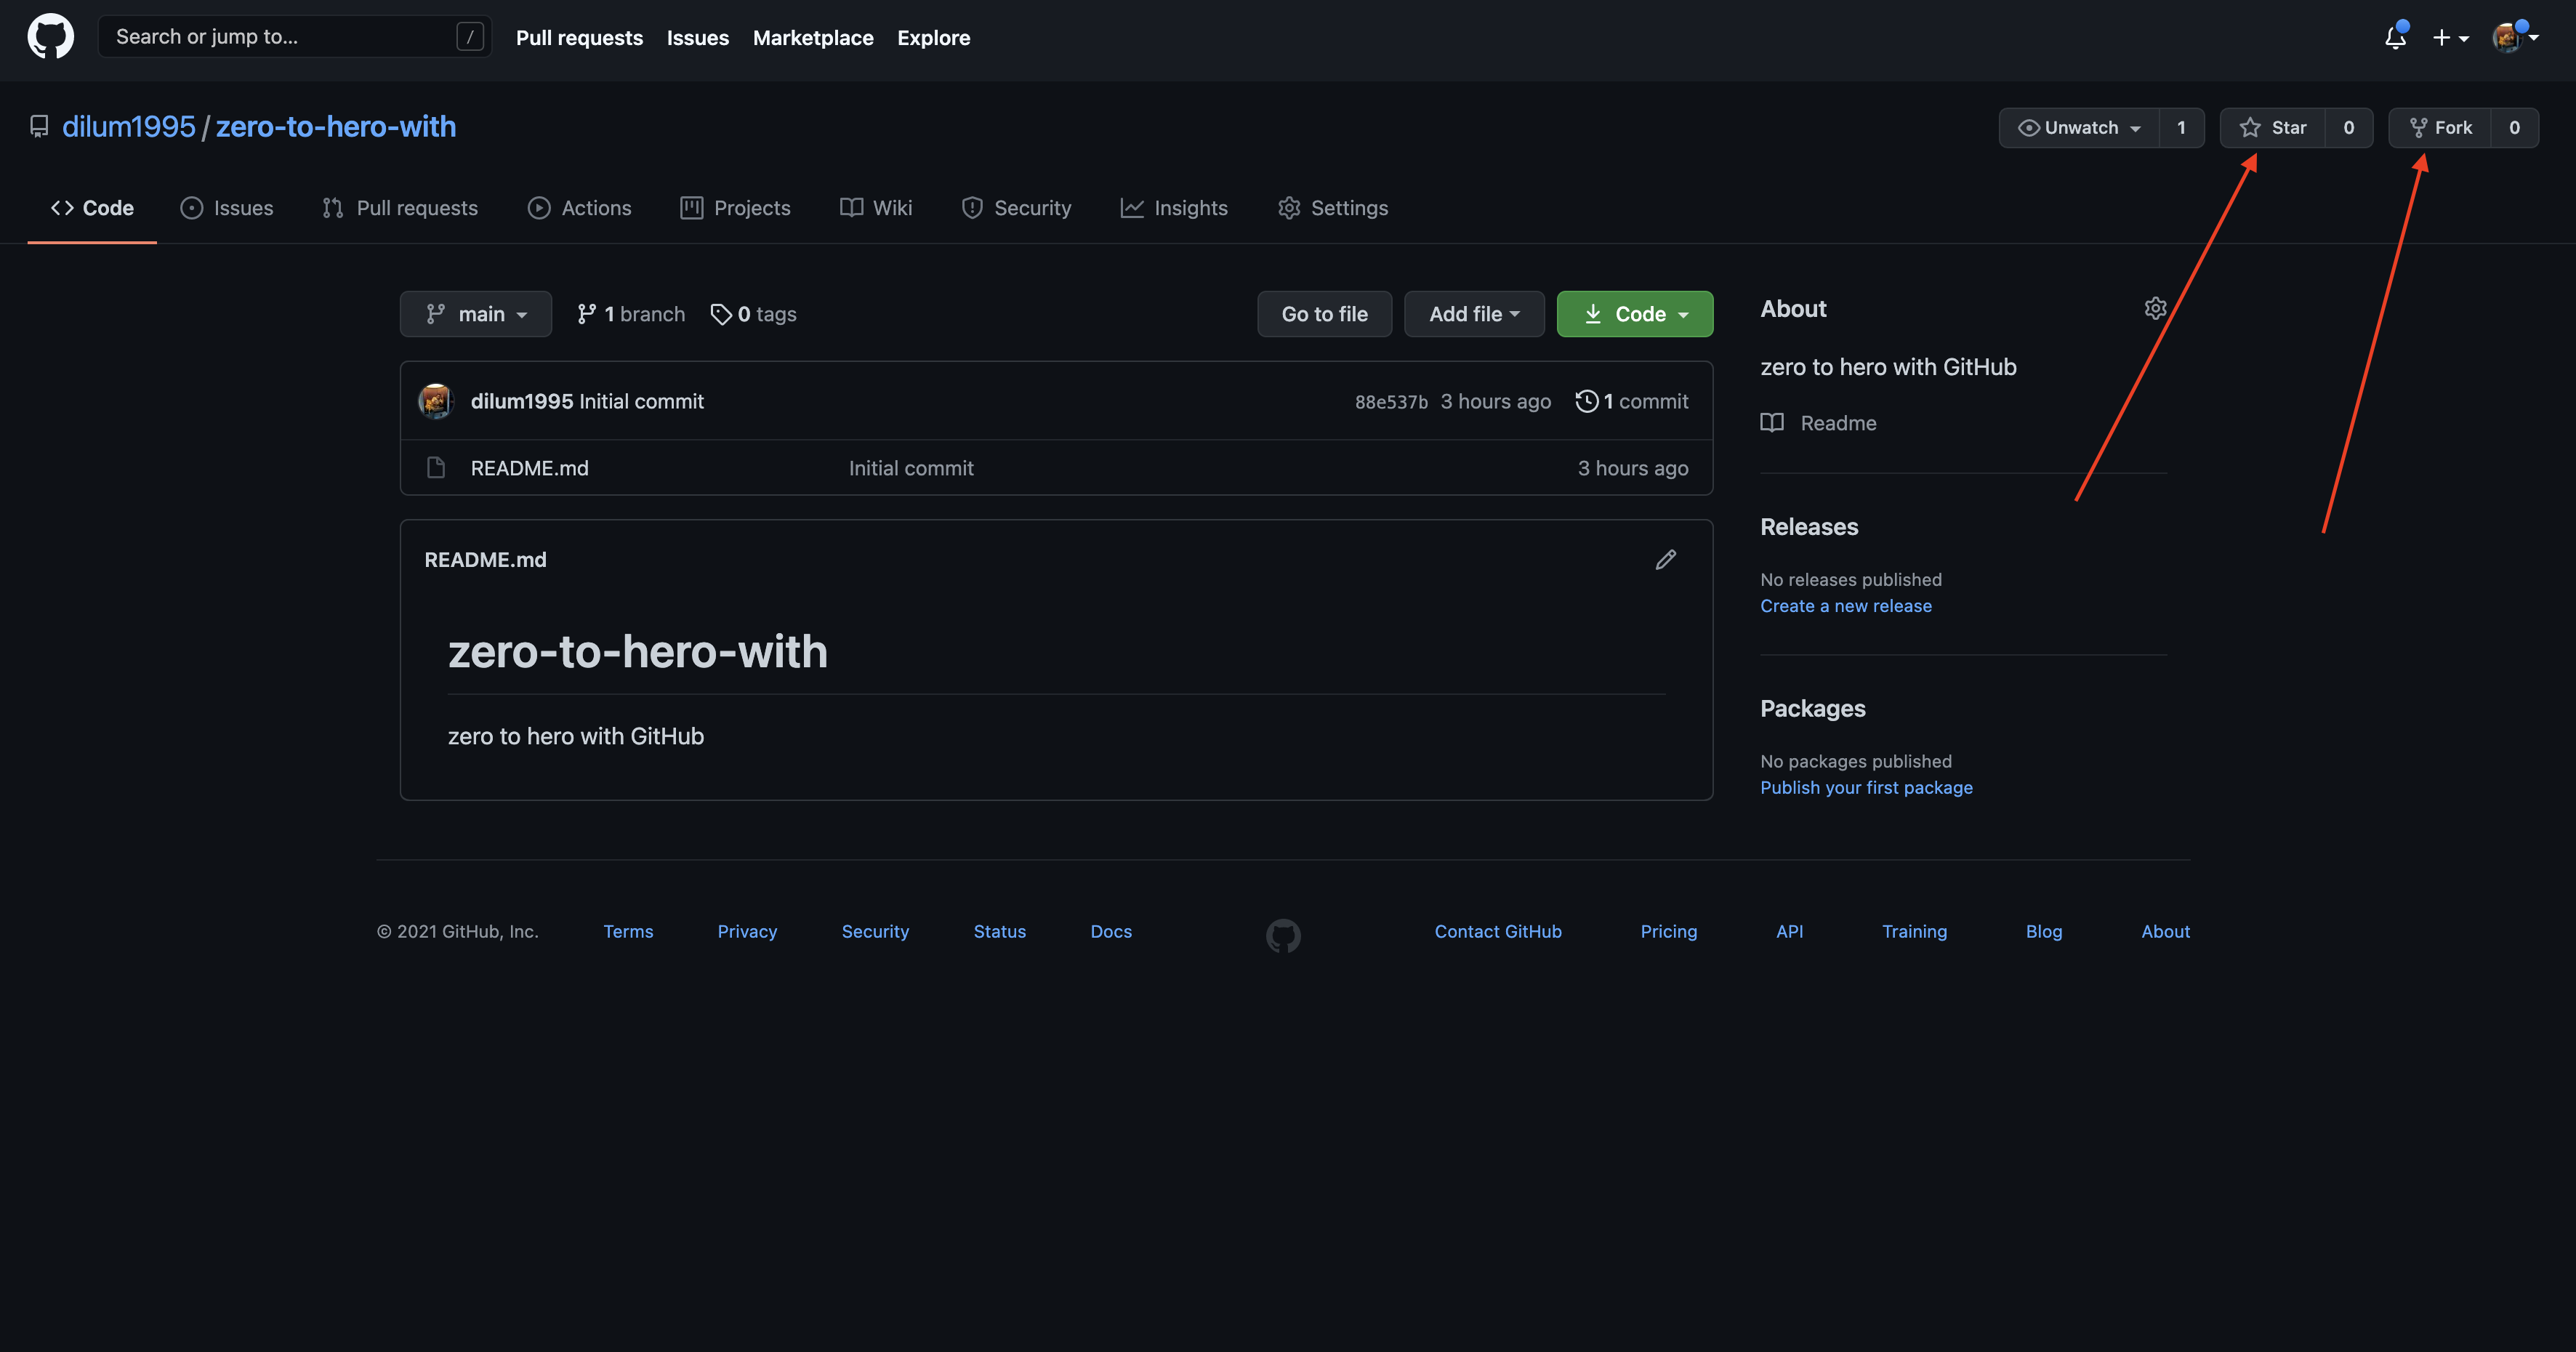 Search or jump to... /
Pull requests Issues Marketplace Explore
dilum1995 / zero-to-hero-with
Unwatch 1 Star 0 Fork 0
Code Issues Pull requests Actions Projects Wiki Security Insights Settings
main 1 branch 0 tags Go to file Add file Code
dilum1995 Initial commit 88e537b 3 hours ago 1 commit
README.md Initial commit 3 hours ago
README.md
zero-to-hero-with
zero to hero with GitHub
About
zero to hero with GitHub
Readme
Releases
No releases published
Create a new release
Packages
No packages published
Publish your first package
© 2021 GitHub, Inc. Terms Privacy Security Status Docs Contact GitHub Pricing API Training Blog About